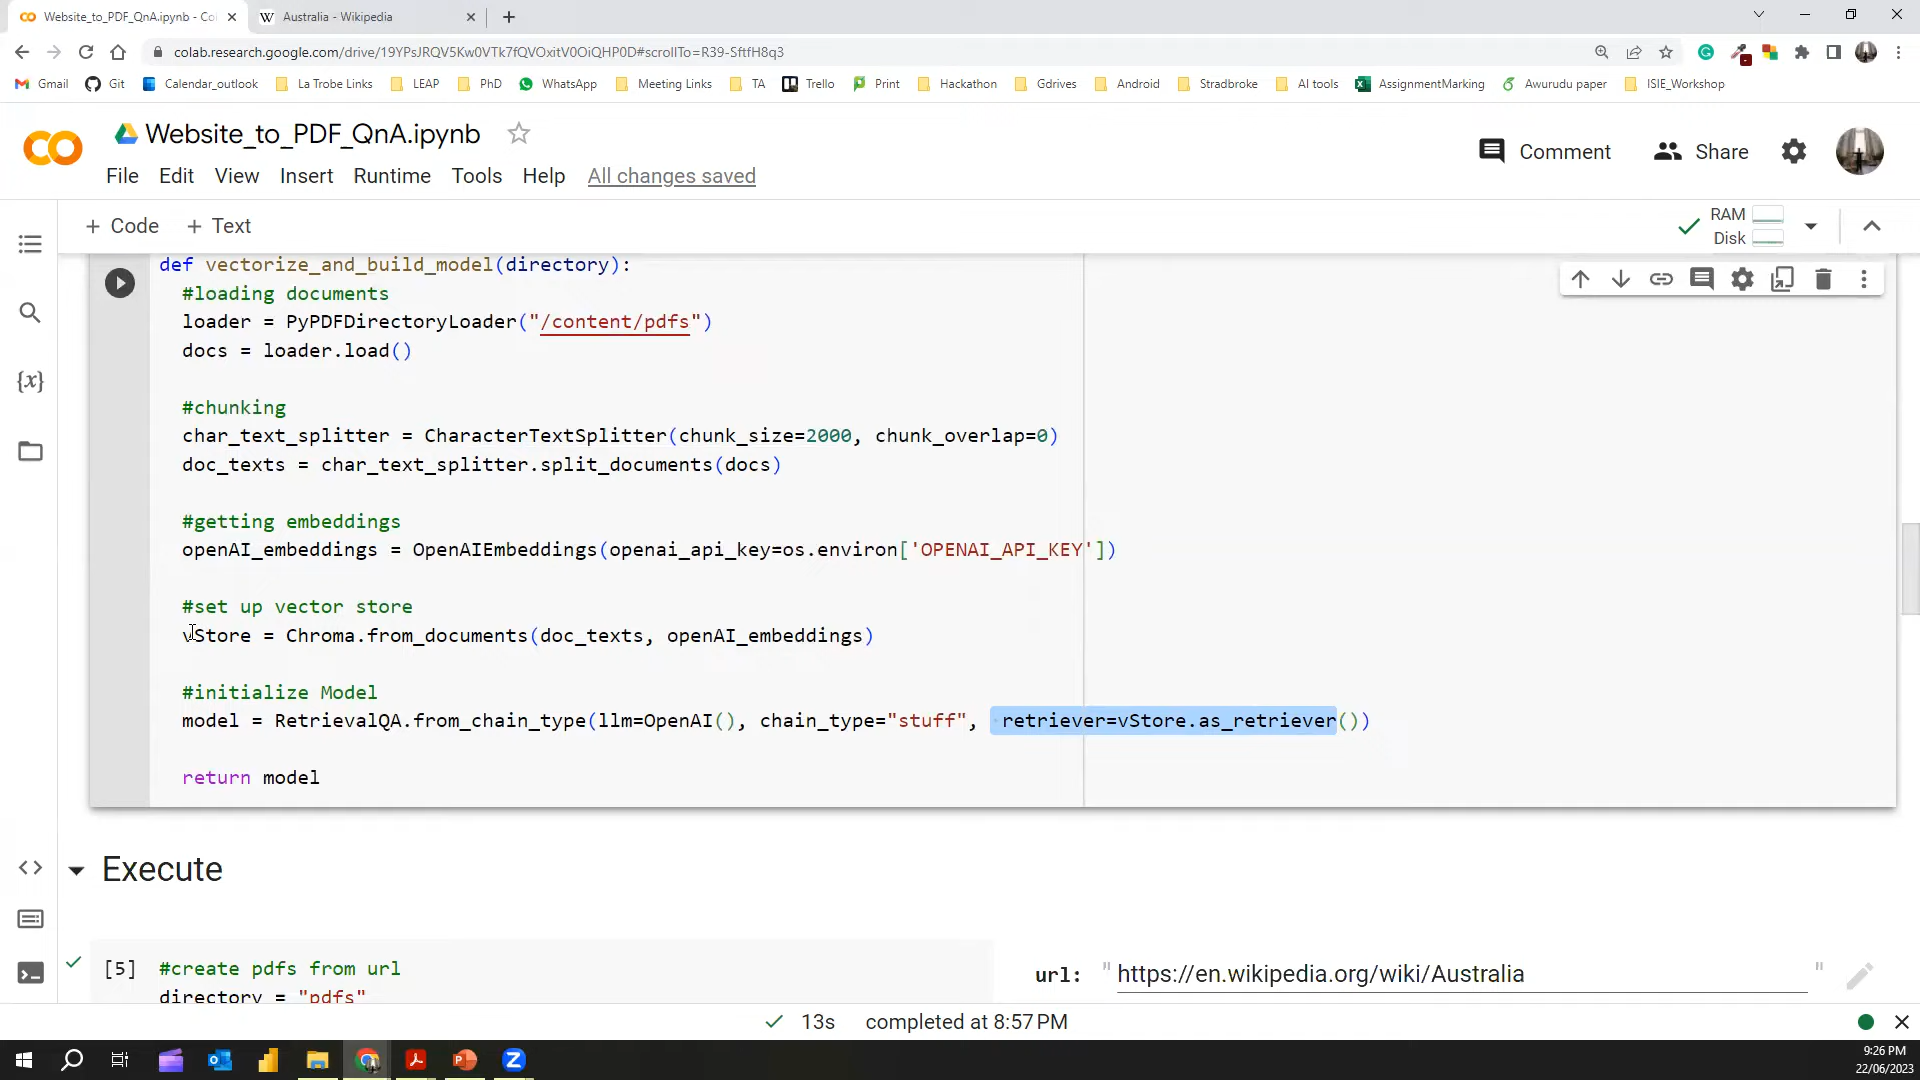 Website_to_PDF_QnA.ipynb - Co
Australia - Wikipedia
colab.research.google.com/drive/19YPsJRQV5Kw0VTk7fQVOxitV0OiQHP0D#scrollTo=R39-SftfH8q3
Gmail Git Calendar_outlook La Trobe Links LEAP PhD WhatsApp Meeting Links TA Trello Print Hackathon Gdrives Android Stradbroke AI tools AssignmentMarking Awurudu paper ISIE_Workshop
Website_to_PDF_QnA.ipynb
Comment Share
File Edit View Insert Runtime Tools Help All changes saved
+ Code + Text
RAM
Disk
def vectorize_and_build_model(directory):
#loading documents
loader = PyPDFDirectoryLoader("/content/pdfs")
docs = loader.load()
#chunking
char_text_splitter = CharacterTextSplitter(chunk_size=2000, chunk_overlap=0)
doc_texts = char_text_splitter.split_documents(docs)
#getting embeddings
openAI_embeddings = OpenAIEmbeddings(openai_api_key=os.environ['OPENAI_API_KEY'])
#set up vector store
vStore = Chroma.from_documents(doc_texts, openAI_embeddings)
#initialize Model
model = RetrievalQA.from_chain_type(llm=OpenAI(), chain_type="stuff", retriever=vStore.as_retriever())
return model
Execute
[5] #create pdfs from url
directory = "pdfs"
url: " https://en.wikipedia.org/wiki/Australia "
13s completed at 8:57 PM
9:26 PM
22/06/2023